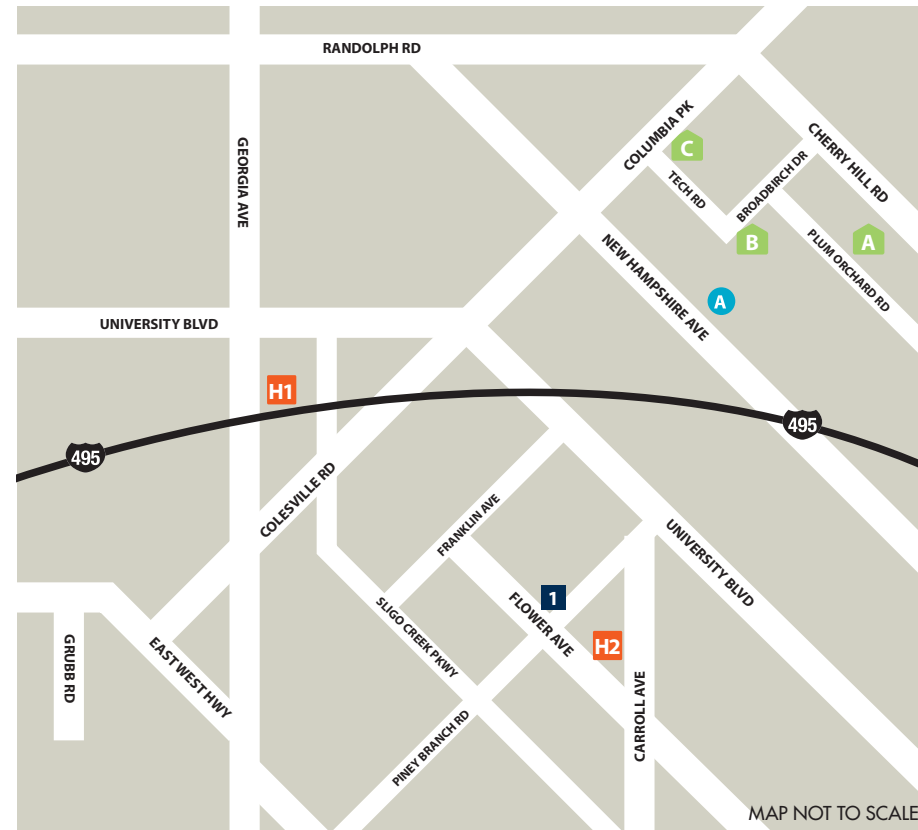 RANDOLPH RD
COLUMBIA PK
C
CHERRY HILL RD
GEORGIA AVE
TECH RD
BROADBIRCH DR
B
A
PLUM ORCHARD RD
NEW HAMPSHIRE AVE
A
UNIVERSITY BLVD
H1
495
495
COLESVILLE RD
FRANKLIN AVE
UNIVERSITY BLVD
1
FLOWER AVE
H2
SLIGO CREEK PKWY
GRUBB RD
EAST WEST HWY
CARROLL AVE
PINEY BRANCH RD
MAP NOT TO SCALE